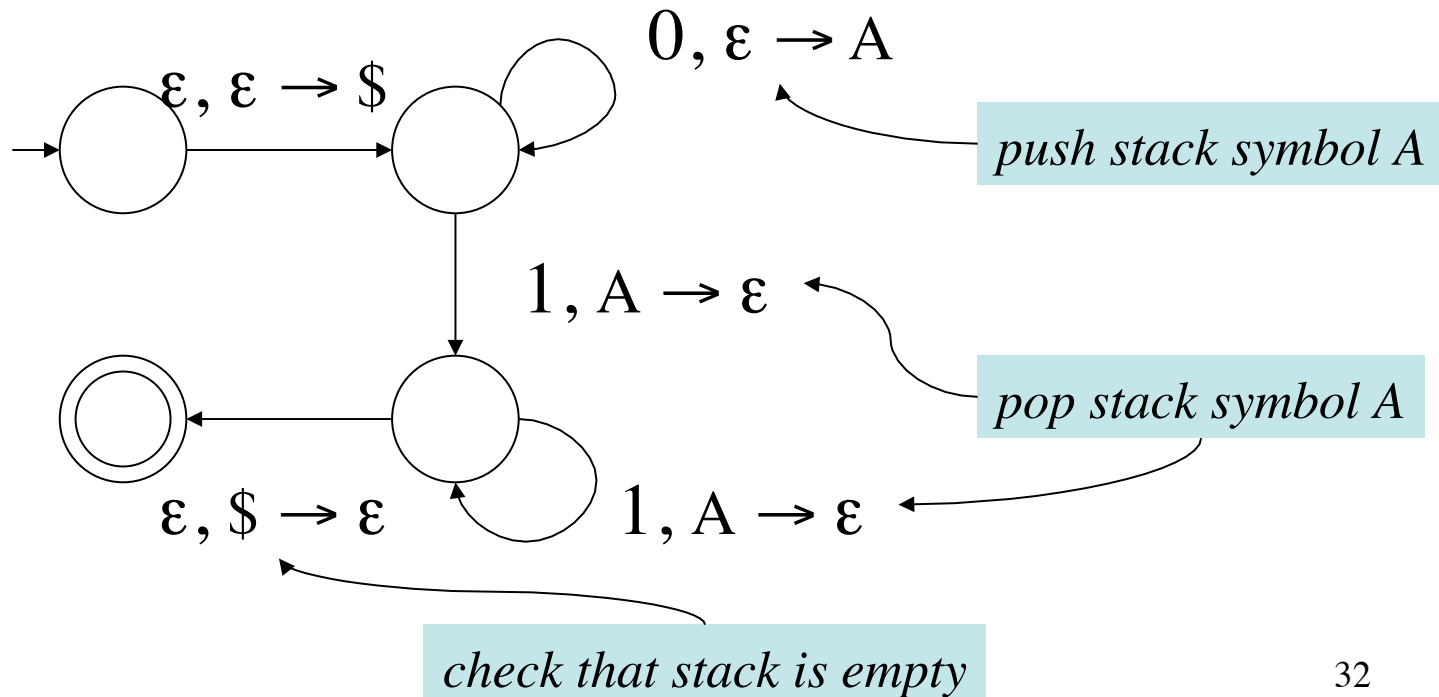 0, ε → A
ε, ε → $
push stack symbol A
1, A → ε
pop stack symbol A
ε, $ → ε
1, A → ε
check that stack is empty
32